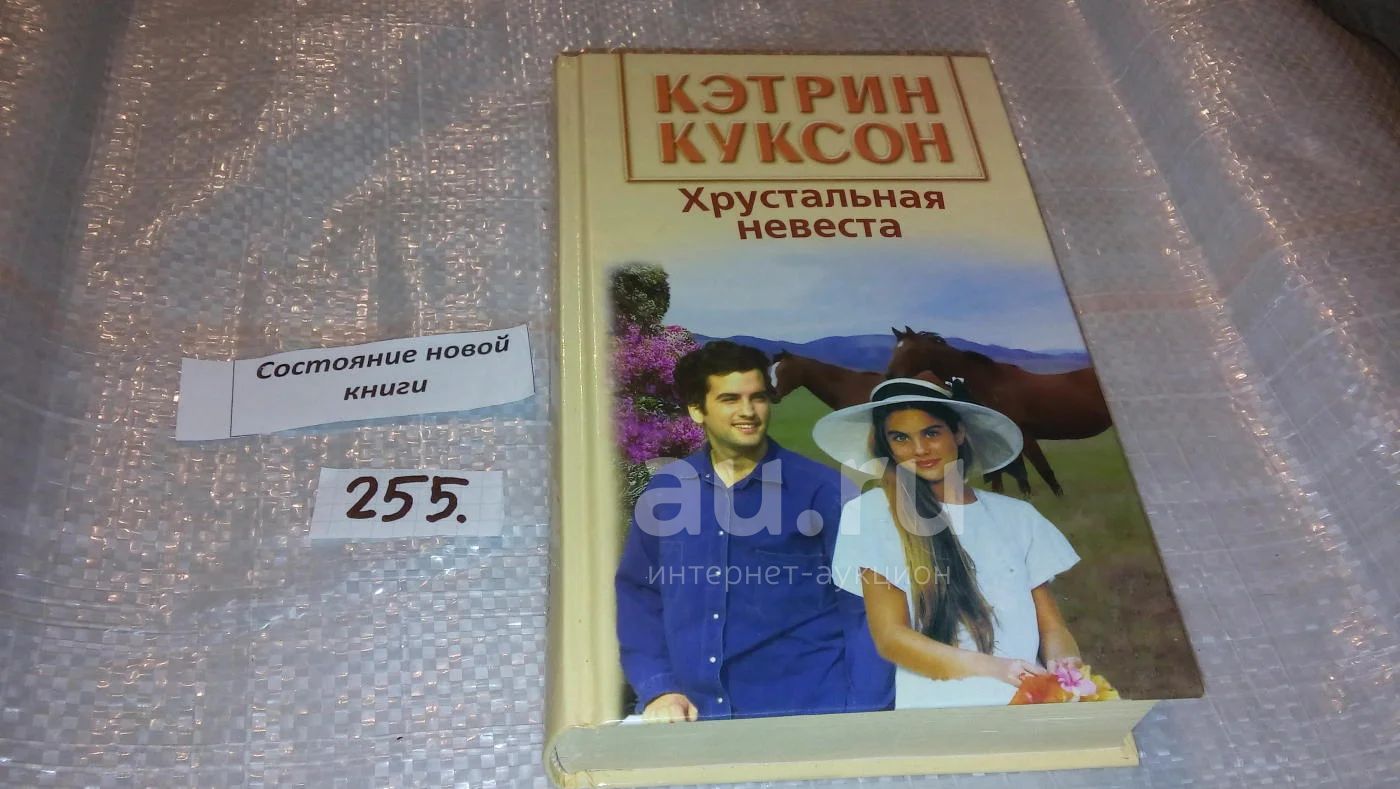 КЭТРИН
КУКСОН
Хрустальная
невеста
Состояние новой
книги
255.
au.ru
интернет-аукцион